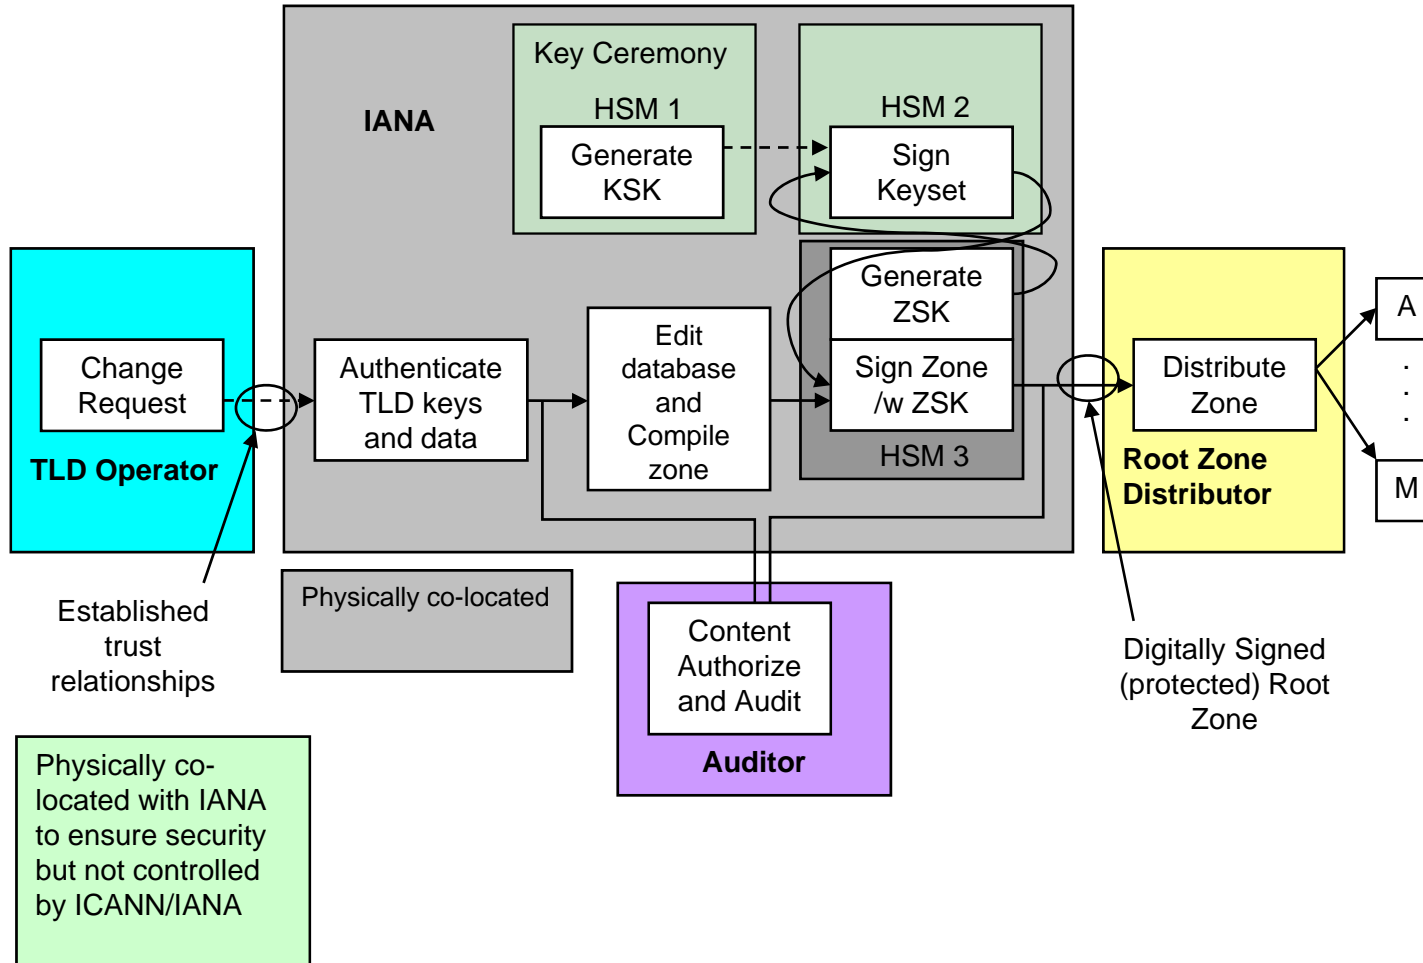 Key Ceremony
HSM 1
HSM 2
IANA
Generate
KSK
Sign
Keyset
Generate
ZSK
Change
Request
Authenticate
TLD keys
and data
Edit
database
and
Compile
zone
Sign Zone
/w ZSK
HSM 3
Distribute
Zone
A
.
.
.
M
TLD Operator
Root Zone
Distributor
Established
trust
relationships
Physically co-located
Content
Authorize
and Audit
Auditor
Digitally Signed
(protected) Root
Zone
Physically co-
located with IANA
to ensure security
but not controlled
by ICANN/IANA